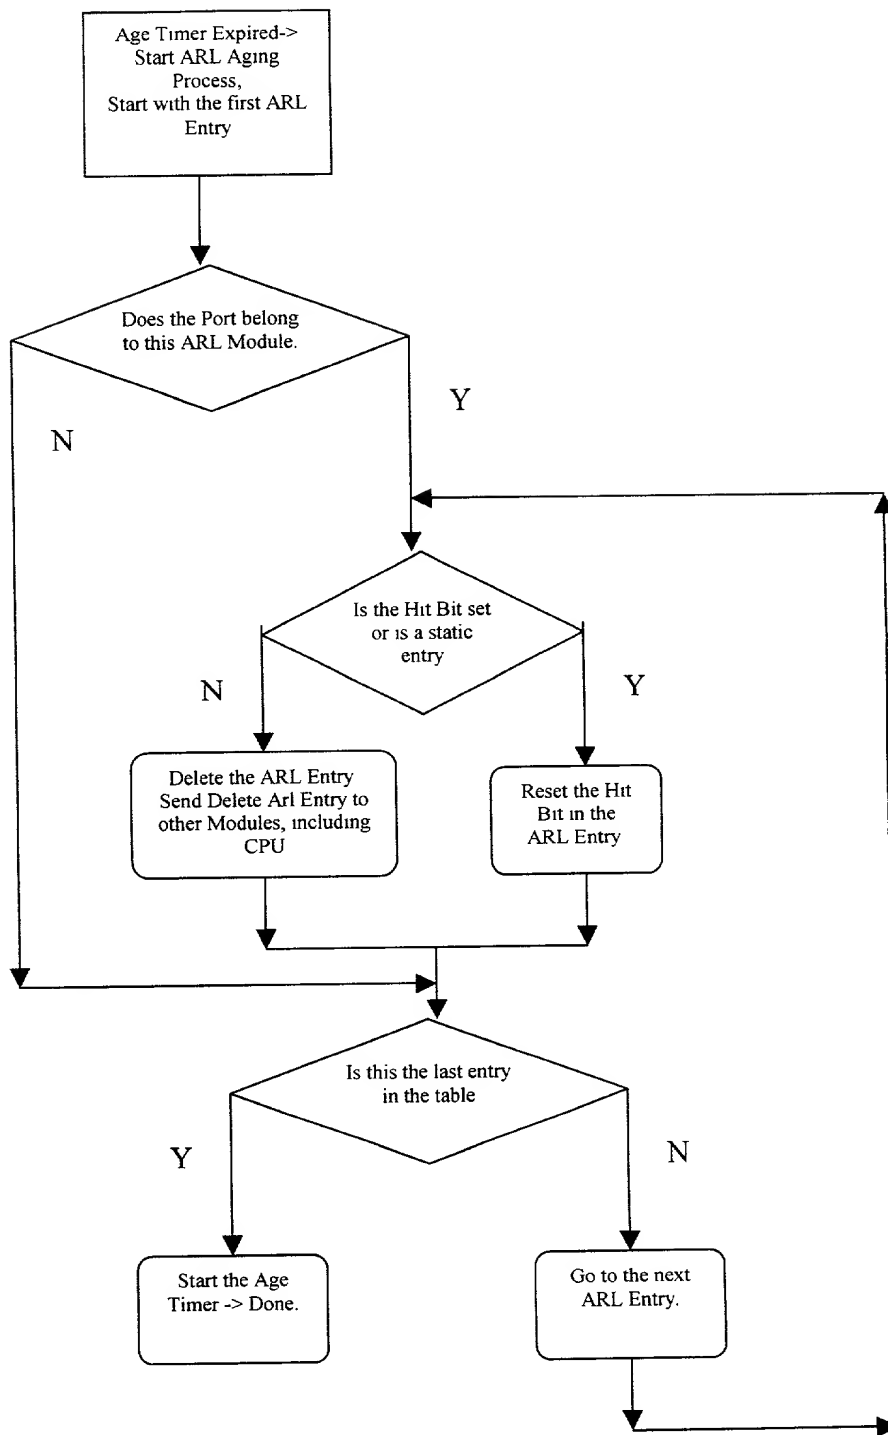 Age Timer Expired->
Start ARL Aging
Process,
Start with the first ARL
Entry
Does the Port belong
to this ARL Module.
Y
N
Is the Hit Bit set
or is a static
entry
N
Y
Delete the ARL Entry
Send Delete Arl Entry to
other Modules, including
CPU
Reset the Hit
Bit in the
ARL Entry
Is this the last entry
in the table
Y
N
Start the Age
Timer -> Done.
Go to the next
ARL Entry.